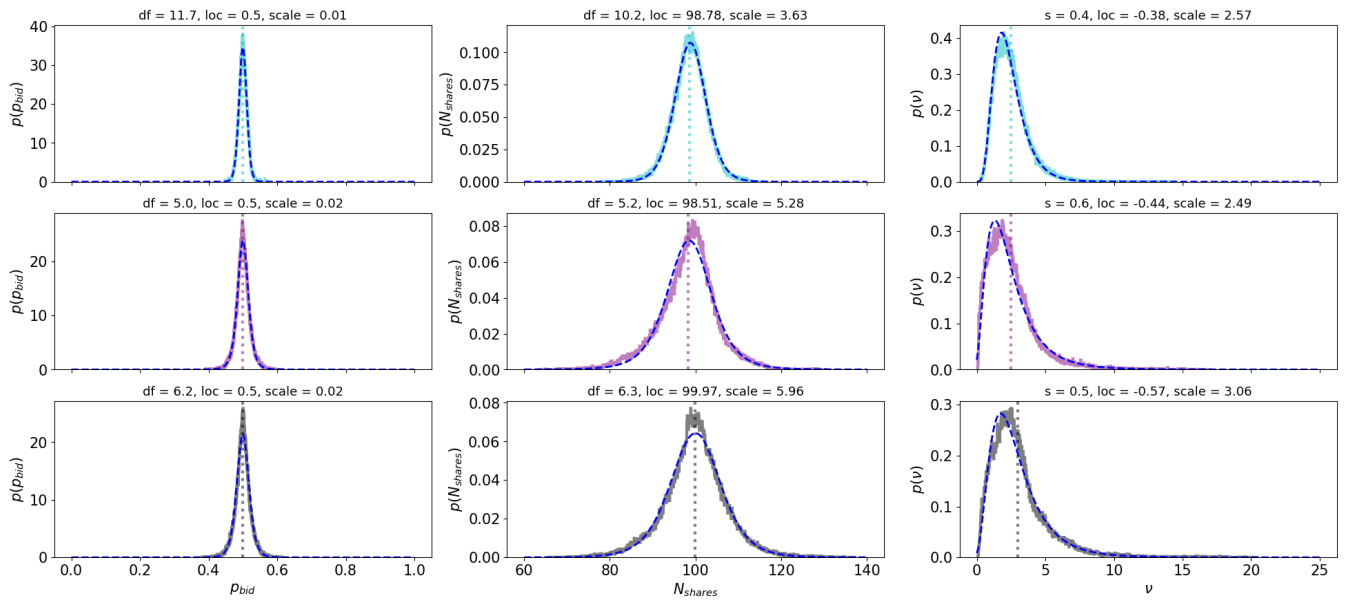 df = 11.7, loc = 0.5, scale = 0.01
df = 10.2, loc = 98.78, scale = 3.63
s = 0.4, loc = -0.38, scale = 2.57
p(p_bid)
40
30
20
10
0
p(N_shares)
0.100
0.075
0.050
0.025
0.000
p(ν)
0.4
0.3
0.2
0.1
0.0
df = 5.0, loc = 0.5, scale = 0.02
df = 5.2, loc = 98.51, scale = 5.28
s = 0.6, loc = -0.44, scale = 2.49
p(p_bid)
20
10
0
p(N_shares)
0.08
0.06
0.04
0.02
0.00
p(ν)
0.3
0.2
0.1
0.0
df = 6.2, loc = 0.5, scale = 0.02
df = 6.3, loc = 99.97, scale = 5.96
s = 0.5, loc = -0.57, scale = 3.06
p(p_bid)
20
10
0
p(N_shares)
0.08
0.06
0.04
0.02
0.00
p(ν)
0.3
0.2
0.1
0.0
0.0 0.2 0.4 0.6 0.8 1.0
60 80 100 120 140
0 5 10 15 20 25
p_bid
N_shares
ν